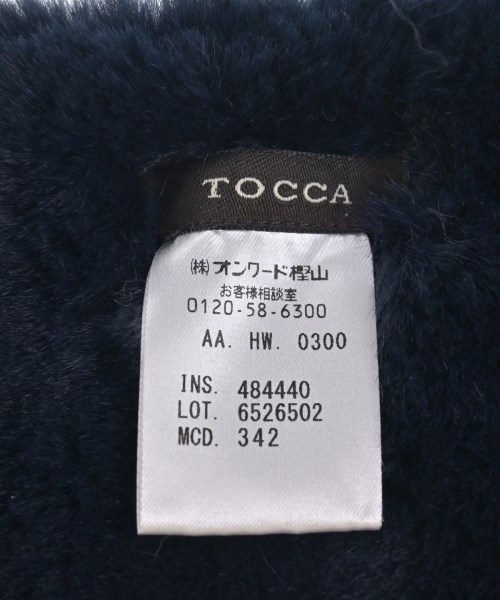 TOCCA
(株)オンワード樫山
お客様相談室
0120-58-6300
AA. HW. 0300
INS. 484440
LOT. 6526502
MCD. 342